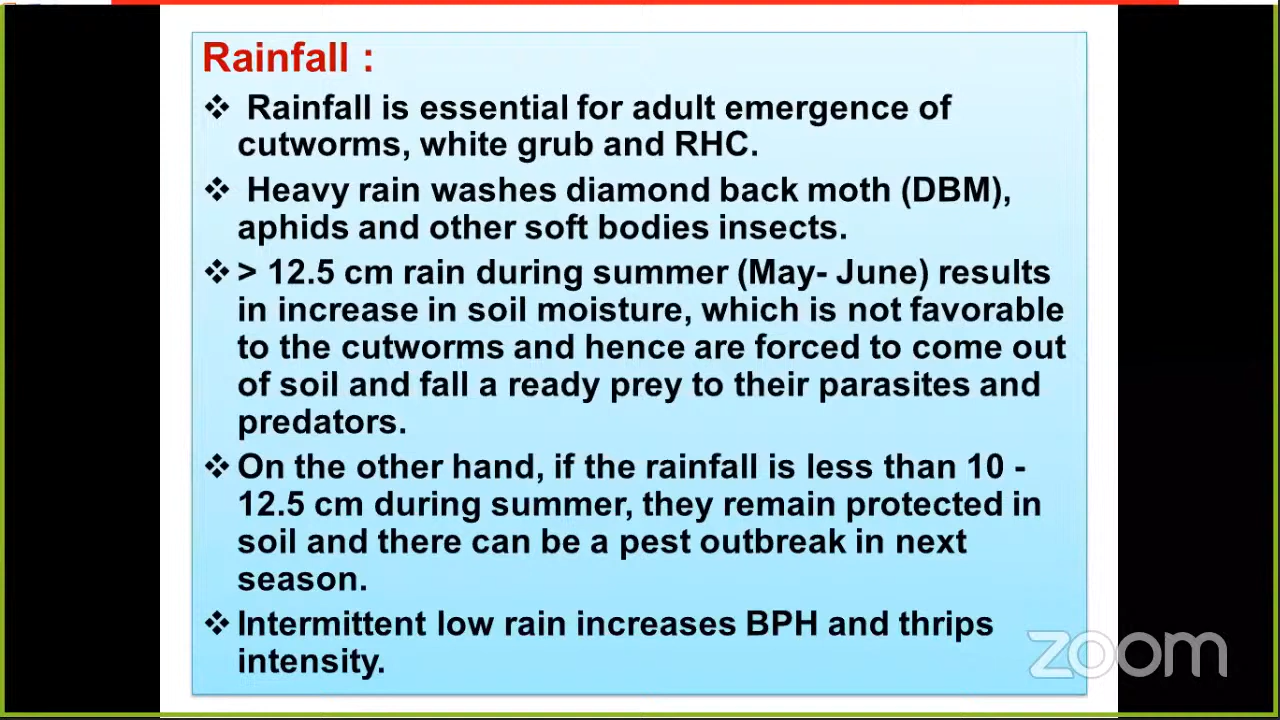 Rainfall :
❖ Rainfall is essential for adult emergence of
cutworms, white grub and RHC.
❖ Heavy rain washes diamond back moth (DBM),
aphids and other soft bodies insects.
❖ > 12.5 cm rain during summer (May- June) results
in increase in soil moisture, which is not favorable
to the cutworms and hence are forced to come out
of soil and fall a ready prey to their parasites and
predators.
❖ On the other hand, if the rainfall is less than 10 -
12.5 cm during summer, they remain protected in
soil and there can be a pest outbreak in next
season.
❖ Intermittent low rain increases BPH and thrips
intensity.
zoom